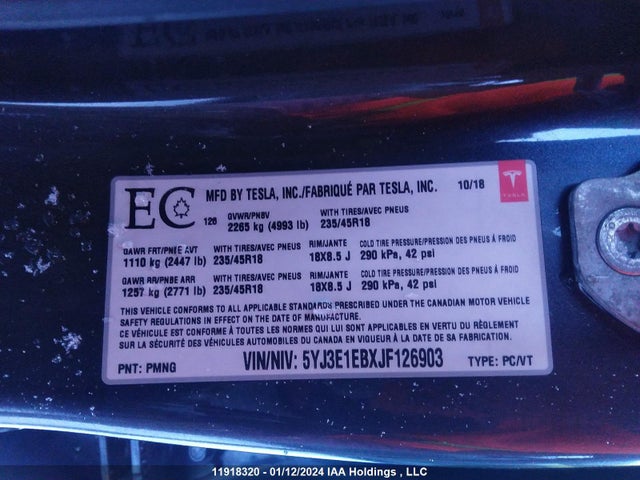 EC
MFD BY TESLA, INC./FABRIQUÉ PAR TESLA, INC. 10/18
TESLA
128
GVWR/PNBV WITH TIRES/AVEC PNEUS
2265 kg (4993 lb) 235/45R18
GAWR FRT/PNBE AVT WITH TIRES/AVEC PNEUS RIM/JANTE COLD TIRE PRESSURE/PRESSION DES PNEUS À FROID
1110 kg (2447 lb) 235/45R18 18X8.5 J 290 kPa, 42 psi
GAWR RR/PNBE ARR WITH TIRES/AVEC PNEUS RIM/JANTE COLD TIRE PRESSURE/PRESSION DES PNEUS À FROID
1257 kg (2771 lb) 235/45R18 18X8.5 J 290 kPa, 42 psi
THIS VEHICLE CONFORMS TO ALL APPLICABLE STANDARDS PRESCRIBED UNDER THE CANADIAN MOTOR VEHICLE
SAFETY REGULATIONS IN EFFECT ON THE DATE OF MANUFACTURE.
CE VÉHICULE EST CONFORME À TOUTES LES NORMES QUI LUI SONT APPLICABLES EN VERTU DU RÈGLEMENT
SUR LA SÉCURITÉ DES VÉHICULES AUTOMOBILES DU CANADA EN VIGUEUR À LA DATE DE SA FABRICATION.
PNT: PMNG VIN/NIV: 5YJ3E1EBXJF126903 TYPE: PC/VT
11918320 - 01/12/2024 IAA Holdings , LLC